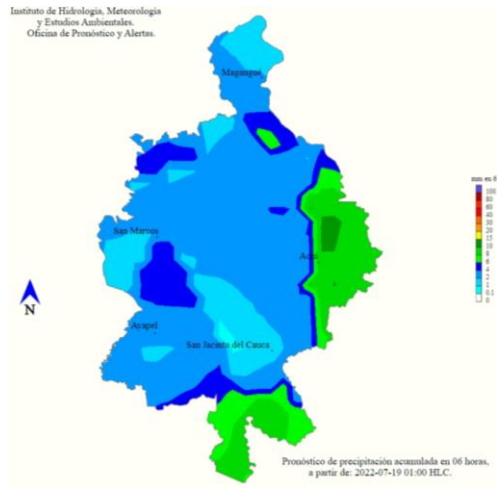 Instituto de Hidrología, Meteorología
y Estudios Ambientales.
Oficina de Pronóstico y Alertas.
Magangué
mm en 6
100
80
60
40
30
20
15
10
8
6
4
2
1
0.1
0
San Marcos
Achí
N
Ayapel
San Jacinto del Cauca
Pronóstico de precipitación acumulada en 06 horas,
a partir de: 2022-07-19 01:00 HLC.